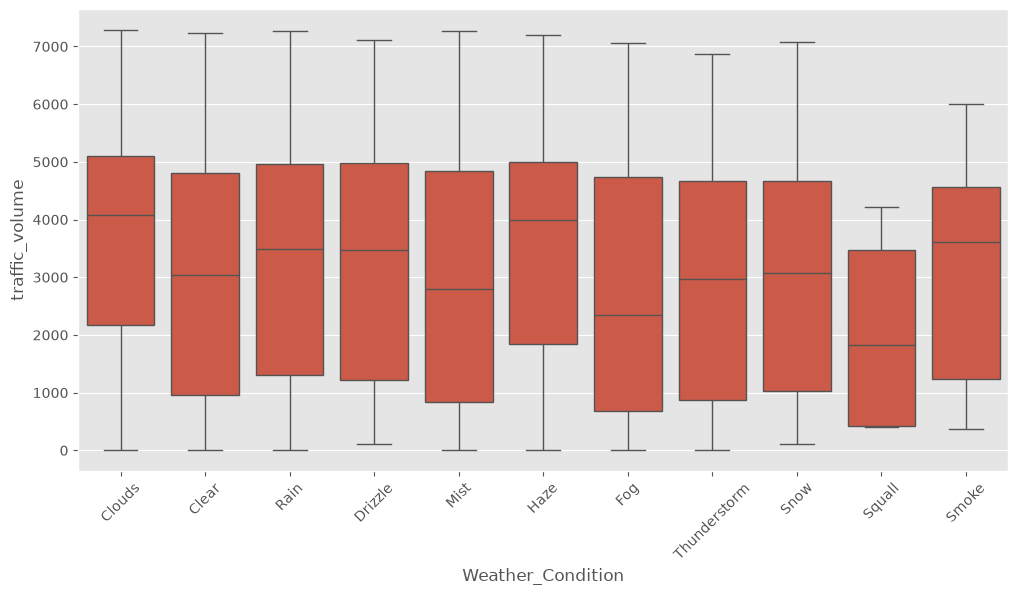 7000
6000
5000
4000
3000
2000
1000
0
traffic_volume
Clouds
Clear
Rain
Drizzle
Mist
Haze
Fog
Thunderstorm
Snow
Squall
Smoke
Weather_Condition